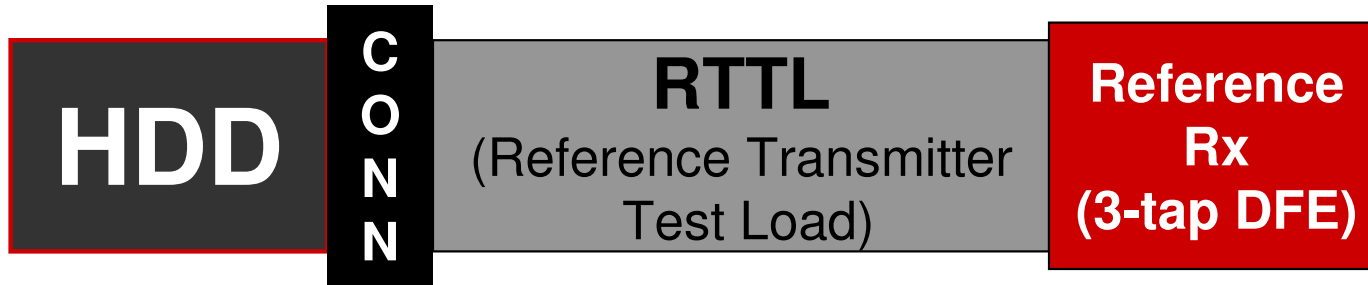 HDD
C
O
N
N
RTTL
(Reference Transmitter
Test Load)
Reference
Rx
(3-tap DFE)